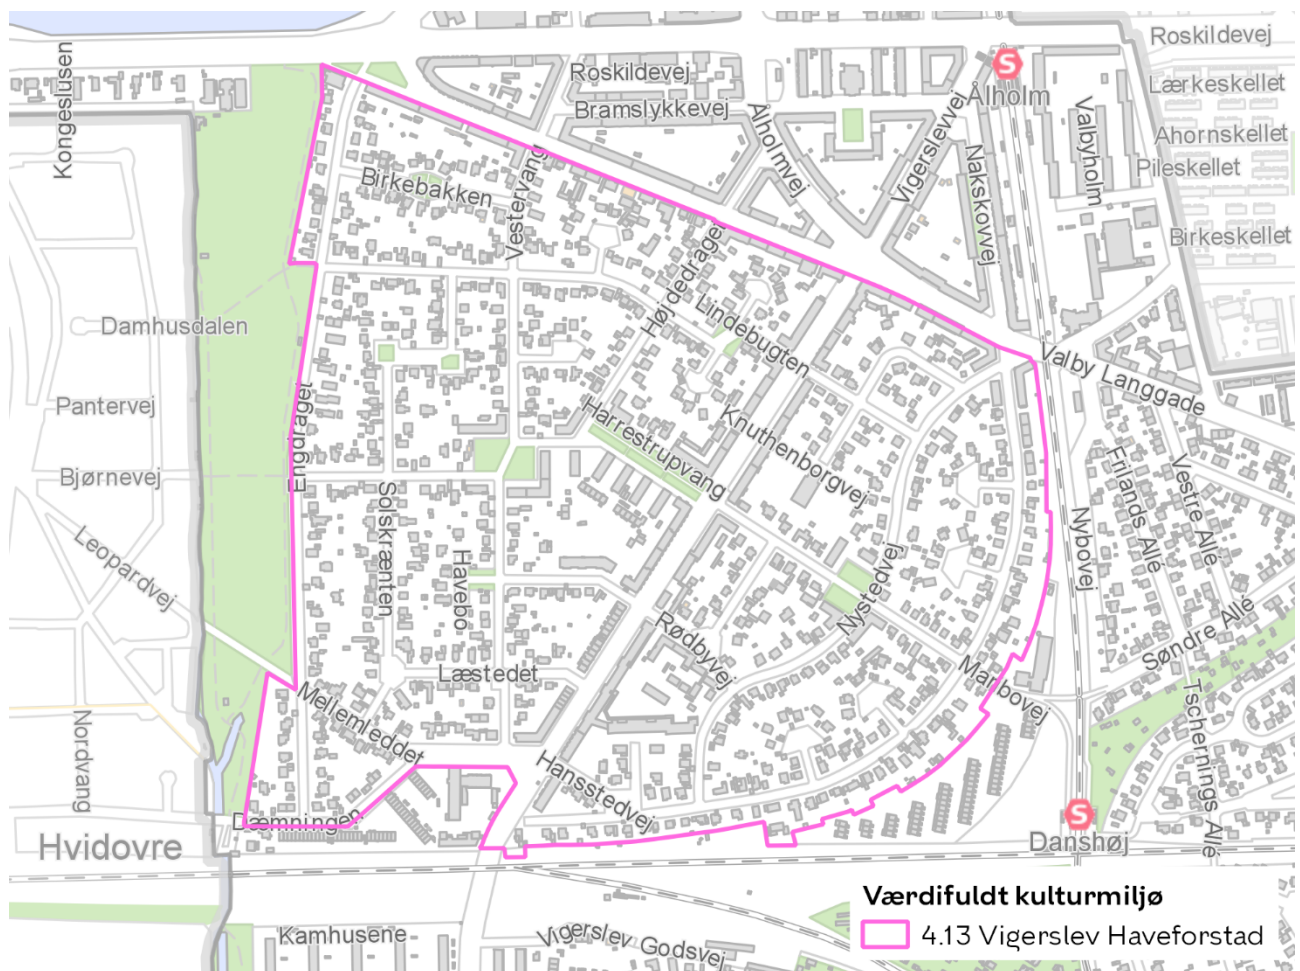 Kongeslusen
Roskildevej
Bramslykkevej
Ålholmvej
Vigerslevvej
S
Ålholm
Nakskovvej
Valbyholm
Roskildevej
Lærkeskellet
Ahornskellet
Pileskellet
Birkeskellet
Birkebakken
Vestervang
Højdedraget
Lindebugten
Damhusdalen
Pantervej
Bjørnevej
Leopardvej
Engdraget
Harrestrupvang
Knuthenborgvej
Valby Langgade
Frilands Allé
Vestre Allé
Nybovej
Solskrænten
Havebo
Læstedet
Rødbyvej
Nystedvej
Maribovej
Søndre Allé
Tschernings Allé
Mellemleddet
Nordvang
Hansstedvej
Dæmningen
Hvidovre
S
Danshøj
Kamhusene
Vigerslev Godsvej
Værdifuldt kulturmiljø
4.13 Vigerslev Haveforstad